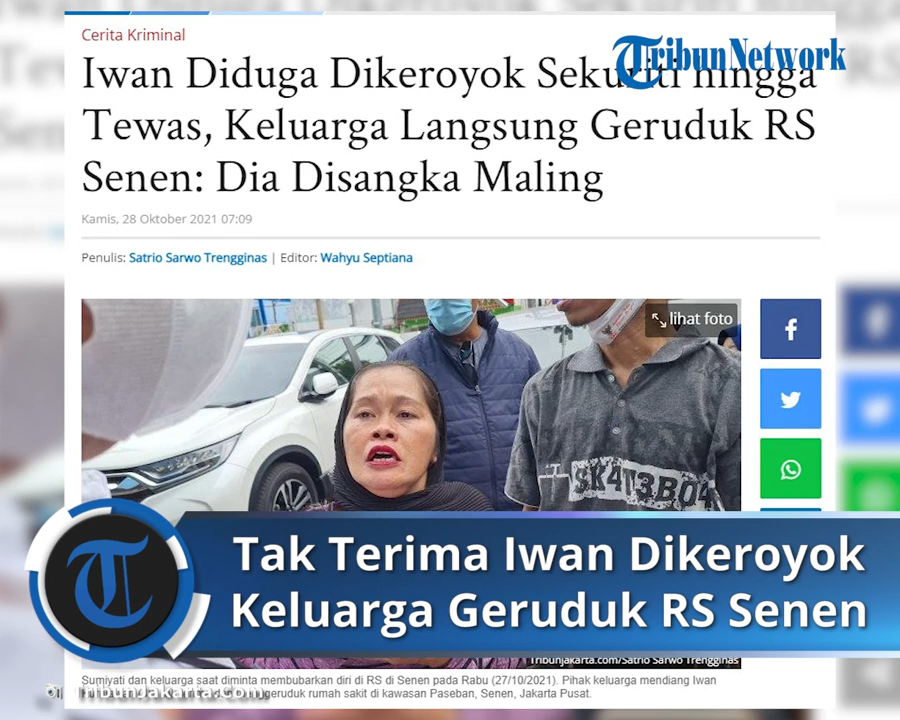 Cerita Kriminal
TribunNetwork
Iwan Diduga Dikeroyok Sekuriti hingga
Tewas, Keluarga Langsung Geruduk RS
Senen: Dia Disangka Maling
Kamis, 28 Oktober 2021 07:09
Penulis: Satrio Sarwo Trengginas | Editor: Wahyu Septiana
lihat foto
SK4T3B04
Tak Terima Iwan Dikeroyok
Keluarga Geruduk RS Senen
Tribunjakarta.com/Satrio Sarwo Trengginas
Sumiyati dan keluarga saat diminta membubarkan diri di RS di Senen pada Rabu (27/10/2021). Pihak keluarga mendiang Iwan
TribunJakarta.com
geruduk rumah sakit di kawasan Paseban, Senen, Jakarta Pusat.